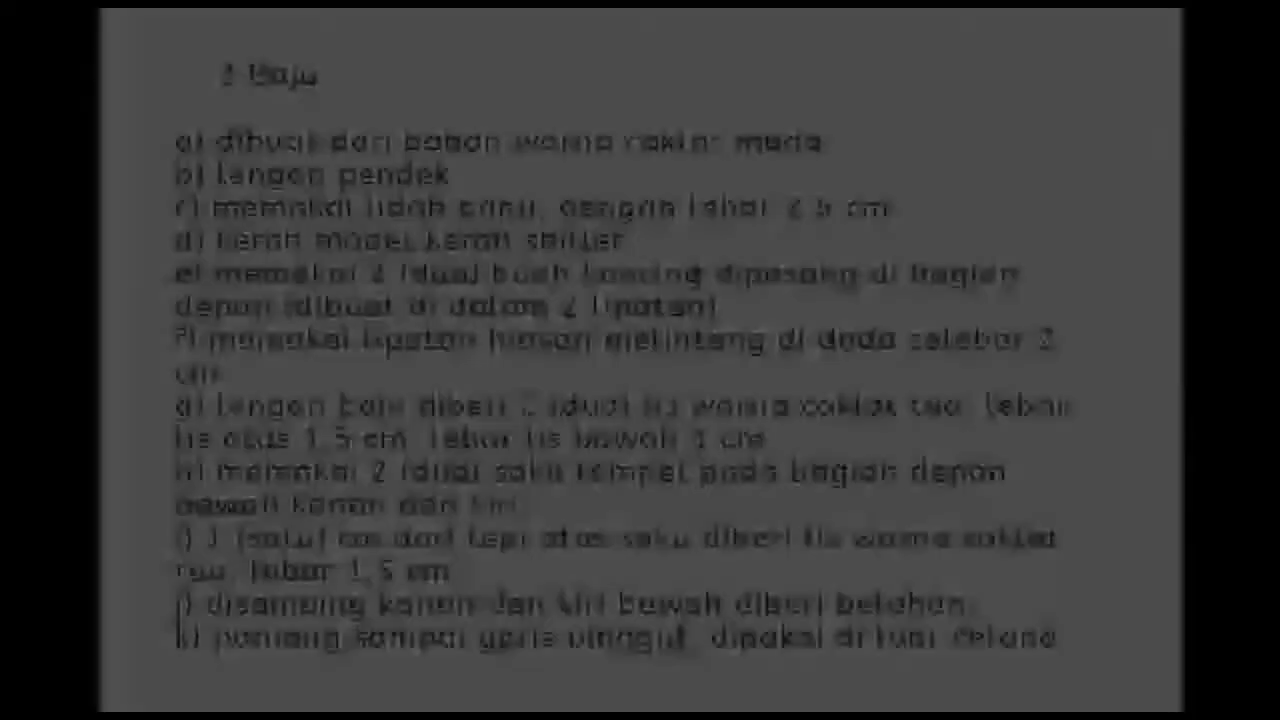 Baju
a) dibuat dari bahan warna coklat muda
b) lengan pendek
c) memakai lidah bahu, dengan lebar 2,5 cm
d) kerah model kerah shiller
e) memakai 2 (dua) buah kancing dipasang di bagian
depan (dibuat di dalam 2 lipatan)
f) memakai lipatan hiasan melintang di dada selebar 2
cm
g) lengan baju diberi 2 (dua) lis warna coklat tua, lebar
lis atas 1,5 cm, lebar lis bawah 1 cm
h) memakai 2 (dua) saku tempel pada bagian depan
bawah kanan dan kiri
i) 1 (satu) cm dari tepi atas saku diberi lis warna coklat
tua, lebar 1,5 cm
j) disamping kanan dan kiri bawah diberi belahan
k) panjang sampai garis pinggul, dipakai di luar celana